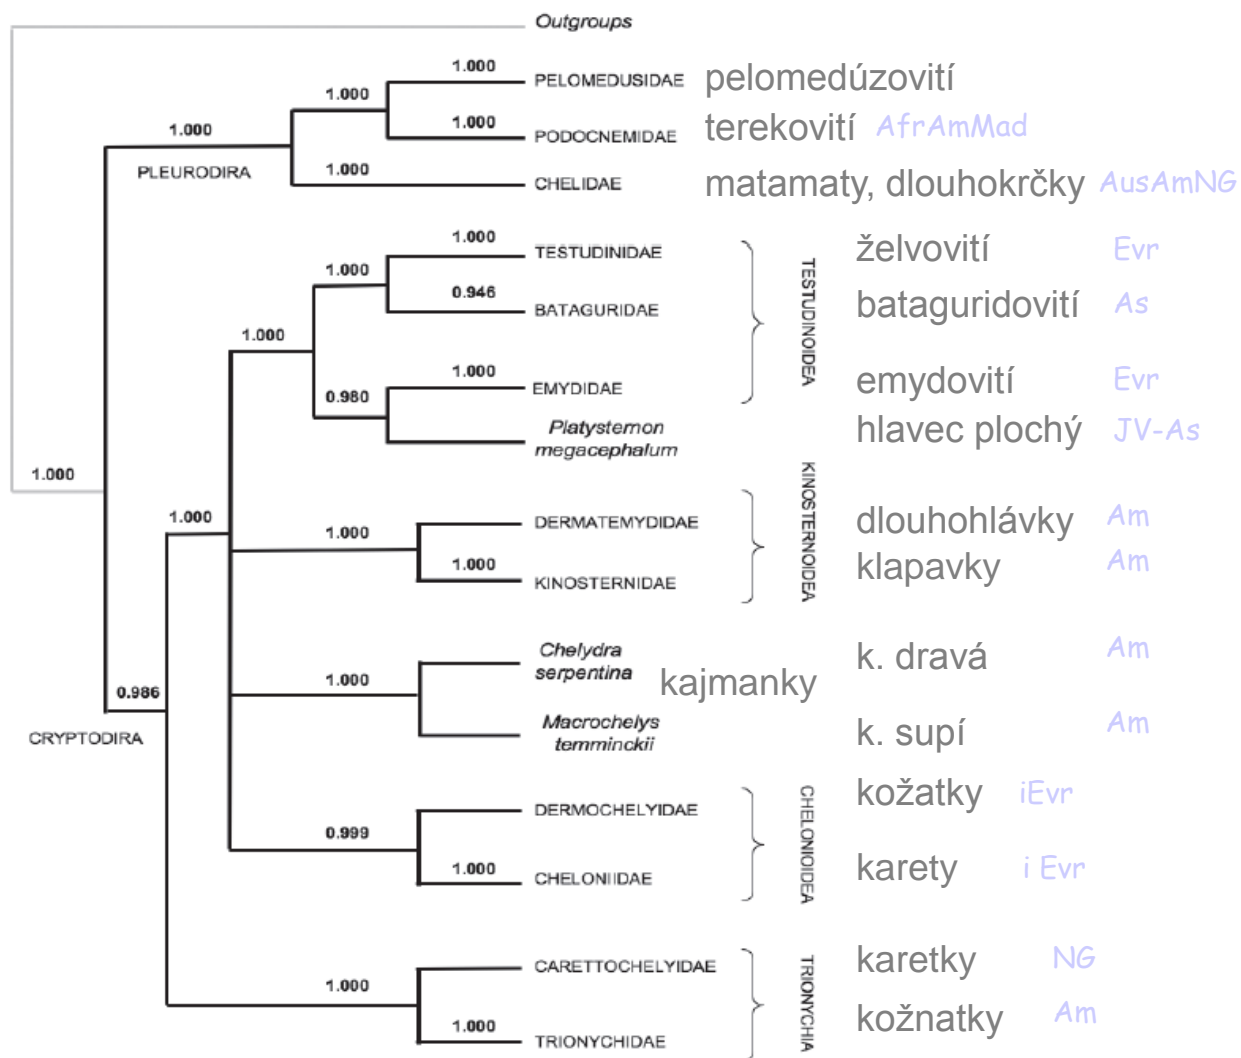 Outgroups
1.000
PELOMEDUSIDAE pelomedúzovití
1.000
1.000
1.000
PODOCNEMIDAE terekovití AfrAmMad
PLEURODIRA
1.000
CHELIDAE matamaty, dlouhokrčky AusAmNG
1.000
TESTUDINIDAE želvovití Evr
1.000
0.946
BATAGURIDAE bataguridovití As
TESTUDINOIDEA
1.000
1.000
EMYDIDAE emydovití Evr
0.980
Platysternon
megacephalum hlavec plochý JV-As
1.000
1.000
1.000
DERMATEMYDIDAE dlouhohlávky Am
1.000
KINOSTERNIDAE klapavky Am
KINOSTERNOIDEA
Chelydra
serpentina k. dravá Am
1.000
kajmanky
0.986
Macrochelys
temminckii k. supí Am
CRYPTODIRA
DERMOCHELYIDAE kožatky iEvr
0.999
1.000
CHELONIIDAE karety i Evr
CHELONIOIDEA
CARETTOCHELYIDAE karetky NG
1.000
1.000
TRIONYCHIDAE kožnatky Am
TRIONYCHIA